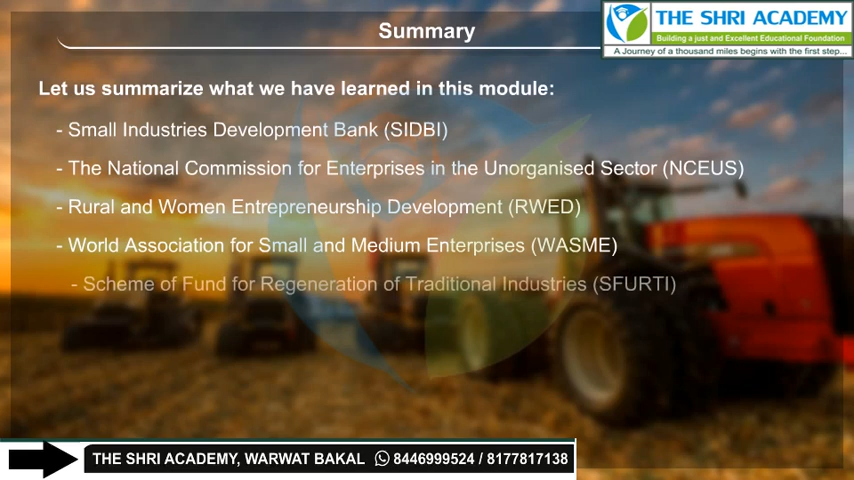 Summary
THE SHRI ACADEMY
Building a just and Excellent Educational Foundation
A Journey of a thousand miles begins with the first step...
Let us summarize what we have learned in this module:
- Small Industries Development Bank (SIDBI)
- The National Commission for Enterprises in the Unorganised Sector (NCEUS)
- Rural and Women Entrepreneurship Development (RWED)
- World Association for Small and Medium Enterprises (WASME)
- Scheme of Fund for Regeneration of Traditional Industries (SFURTI)
THE SHRI ACADEMY, WARWAT BAKAL 8446999524 / 8177817138